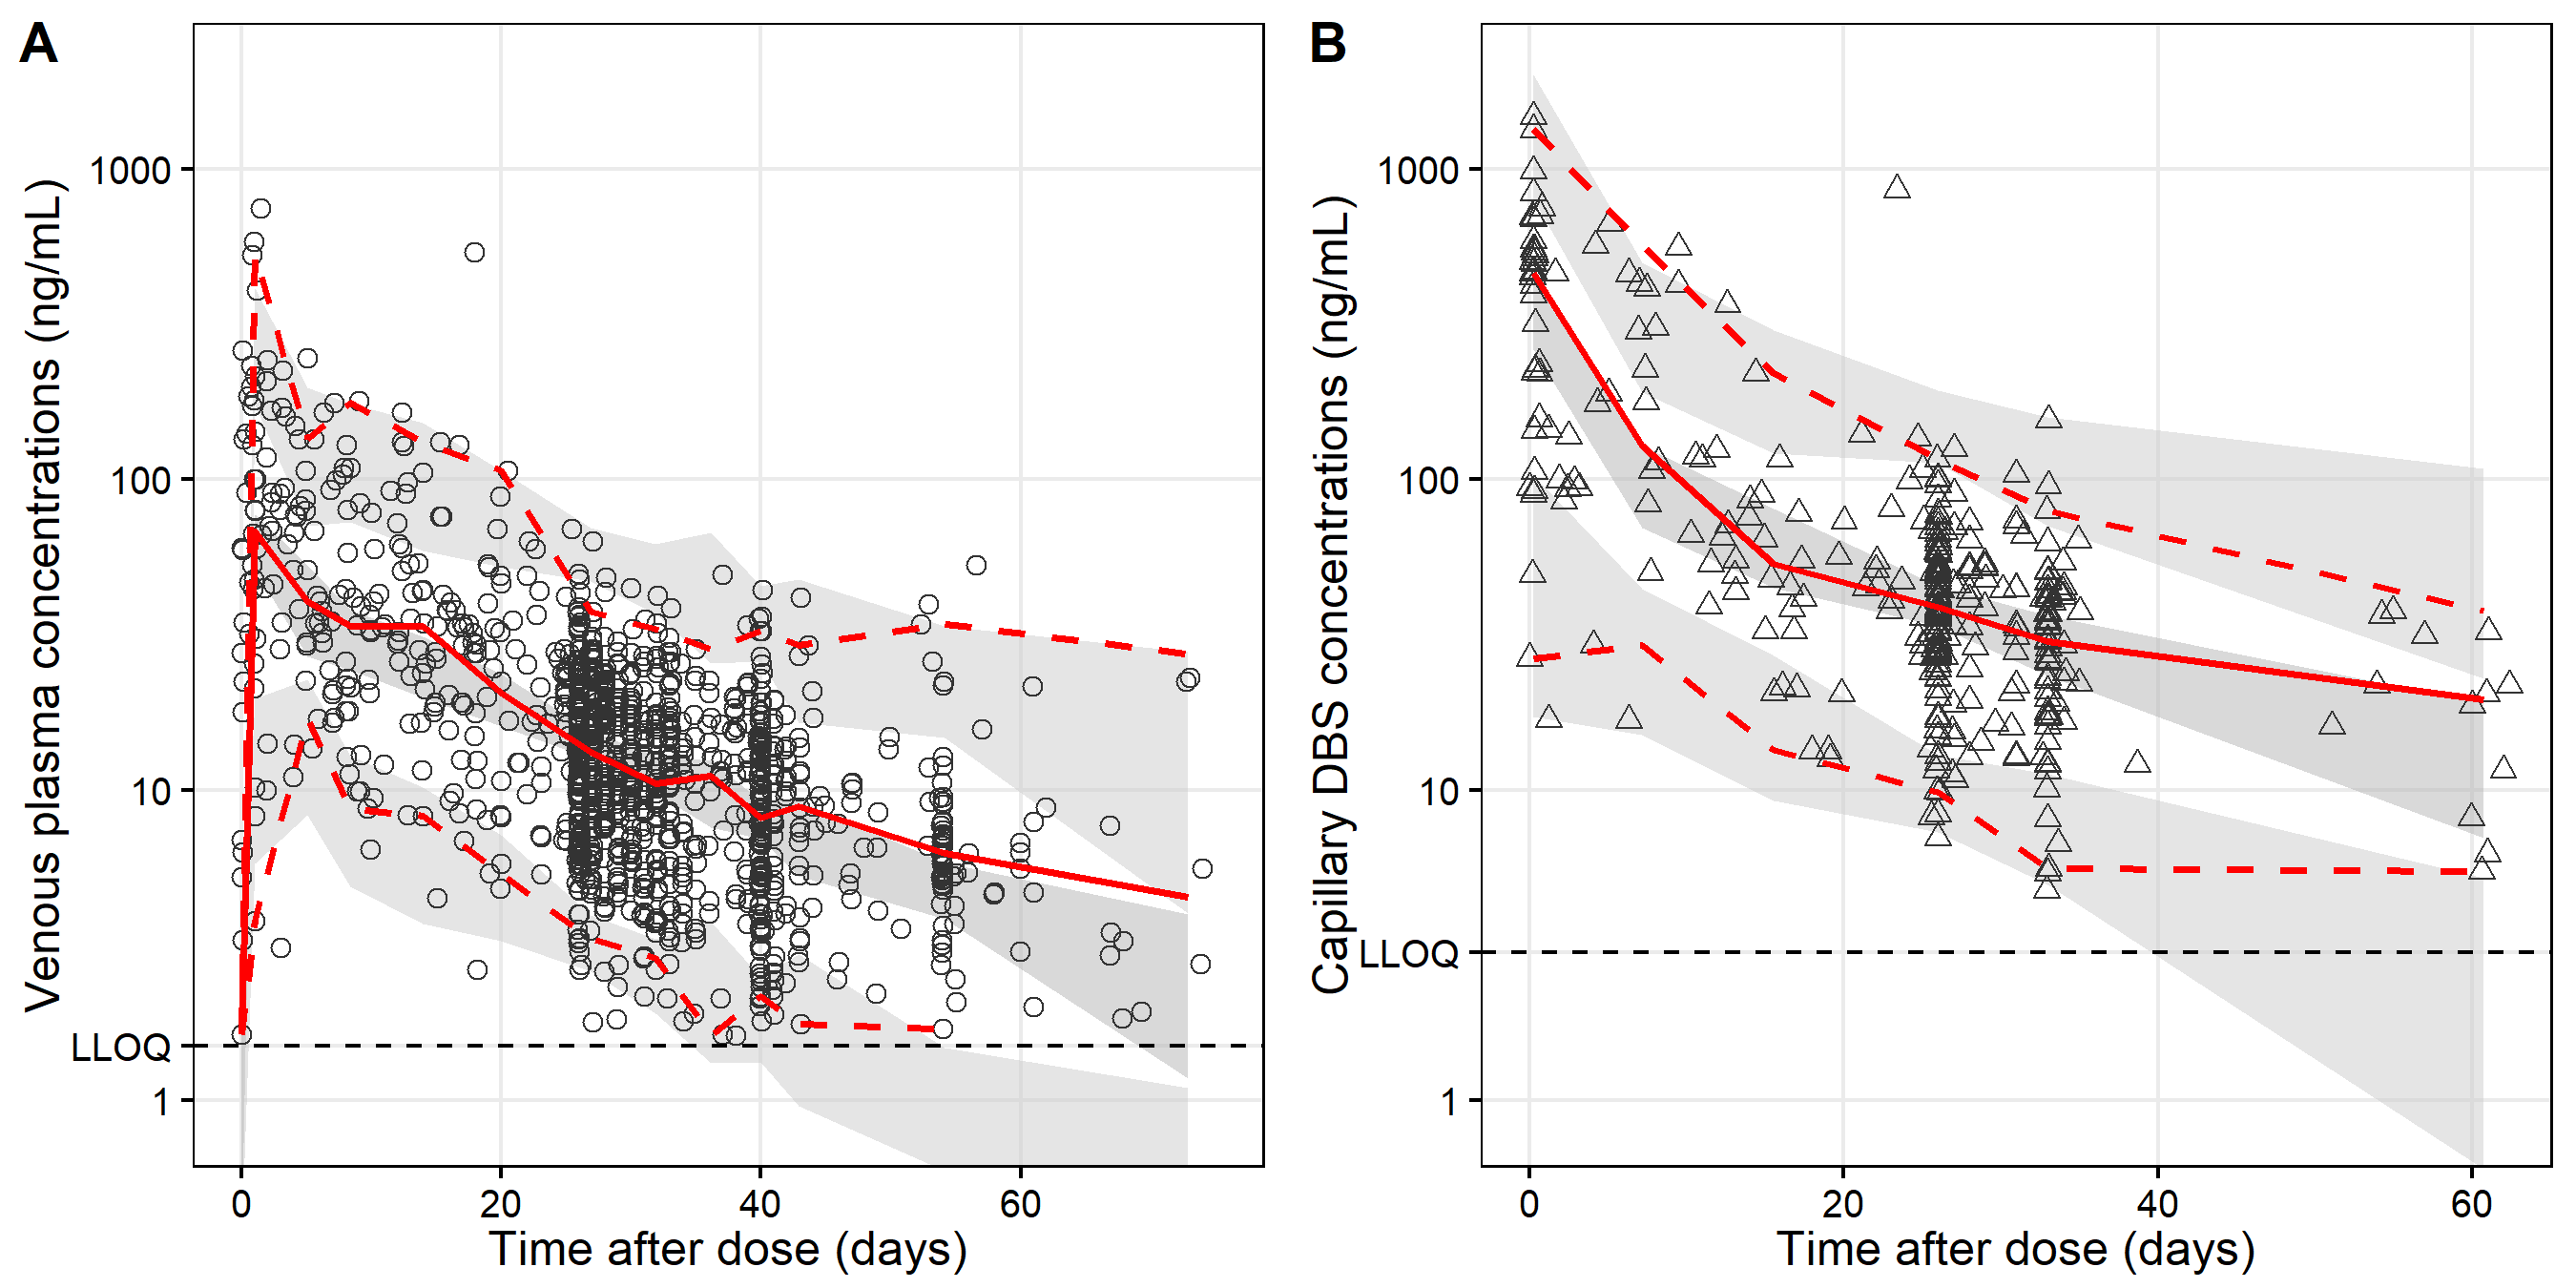 A
Venous plasma concentrations (ng/mL)
1000
100
10
LLOQ
1
0 20 40 60
Time after dose (days)
B
Capillary DBS concentrations (ng/mL)
1000
100
10
LLOQ
1
0 20 40 60
Time after dose (days)